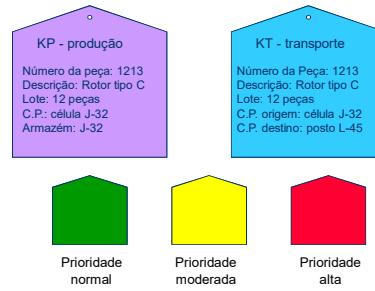 KP - produção
Número da peça: 1213
Descrição: Rotor tipo C
Lote: 12 peças
C.P.: célula J-32
Armazém: J-32
KT - transporte
Número da Peça: 1213
Descrição: Rotor tipo C
Lote: 12 peças
C.P. origem: célula J-32
C.P. destino: posto L-45
Prioridade
normal
Prioridade
moderada
Prioridade
alta